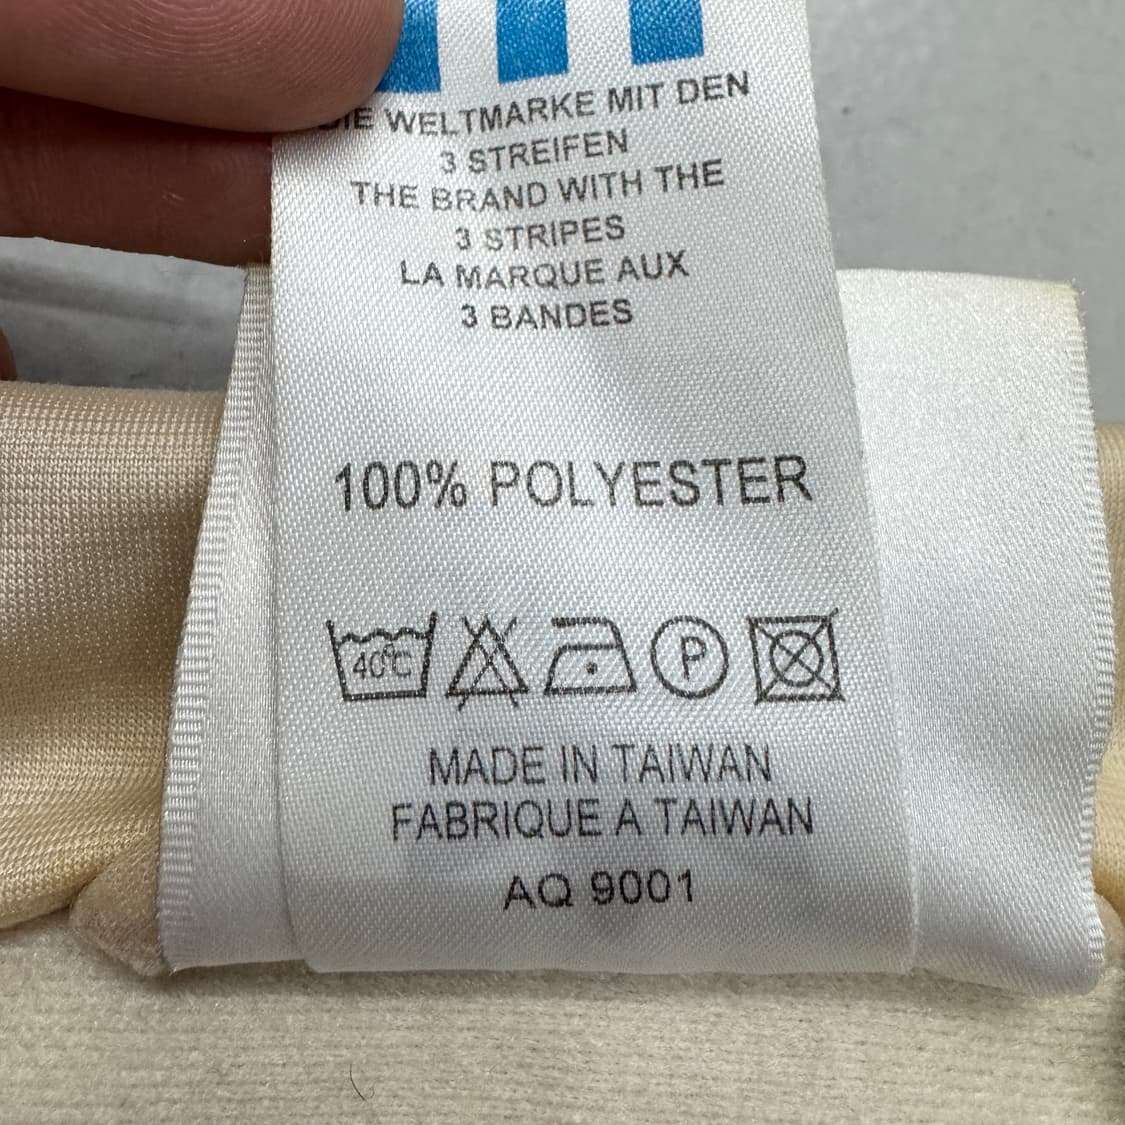 DIE WELTMARKE MIT DEN
3 STREIFEN
THE BRAND WITH THE
3 STRIPES
LA MARQUE AUX
3 BANDES
100% POLYESTER
40°C P
MADE IN TAIWAN
FABRIQUE A TAIWAN
AQ 9001